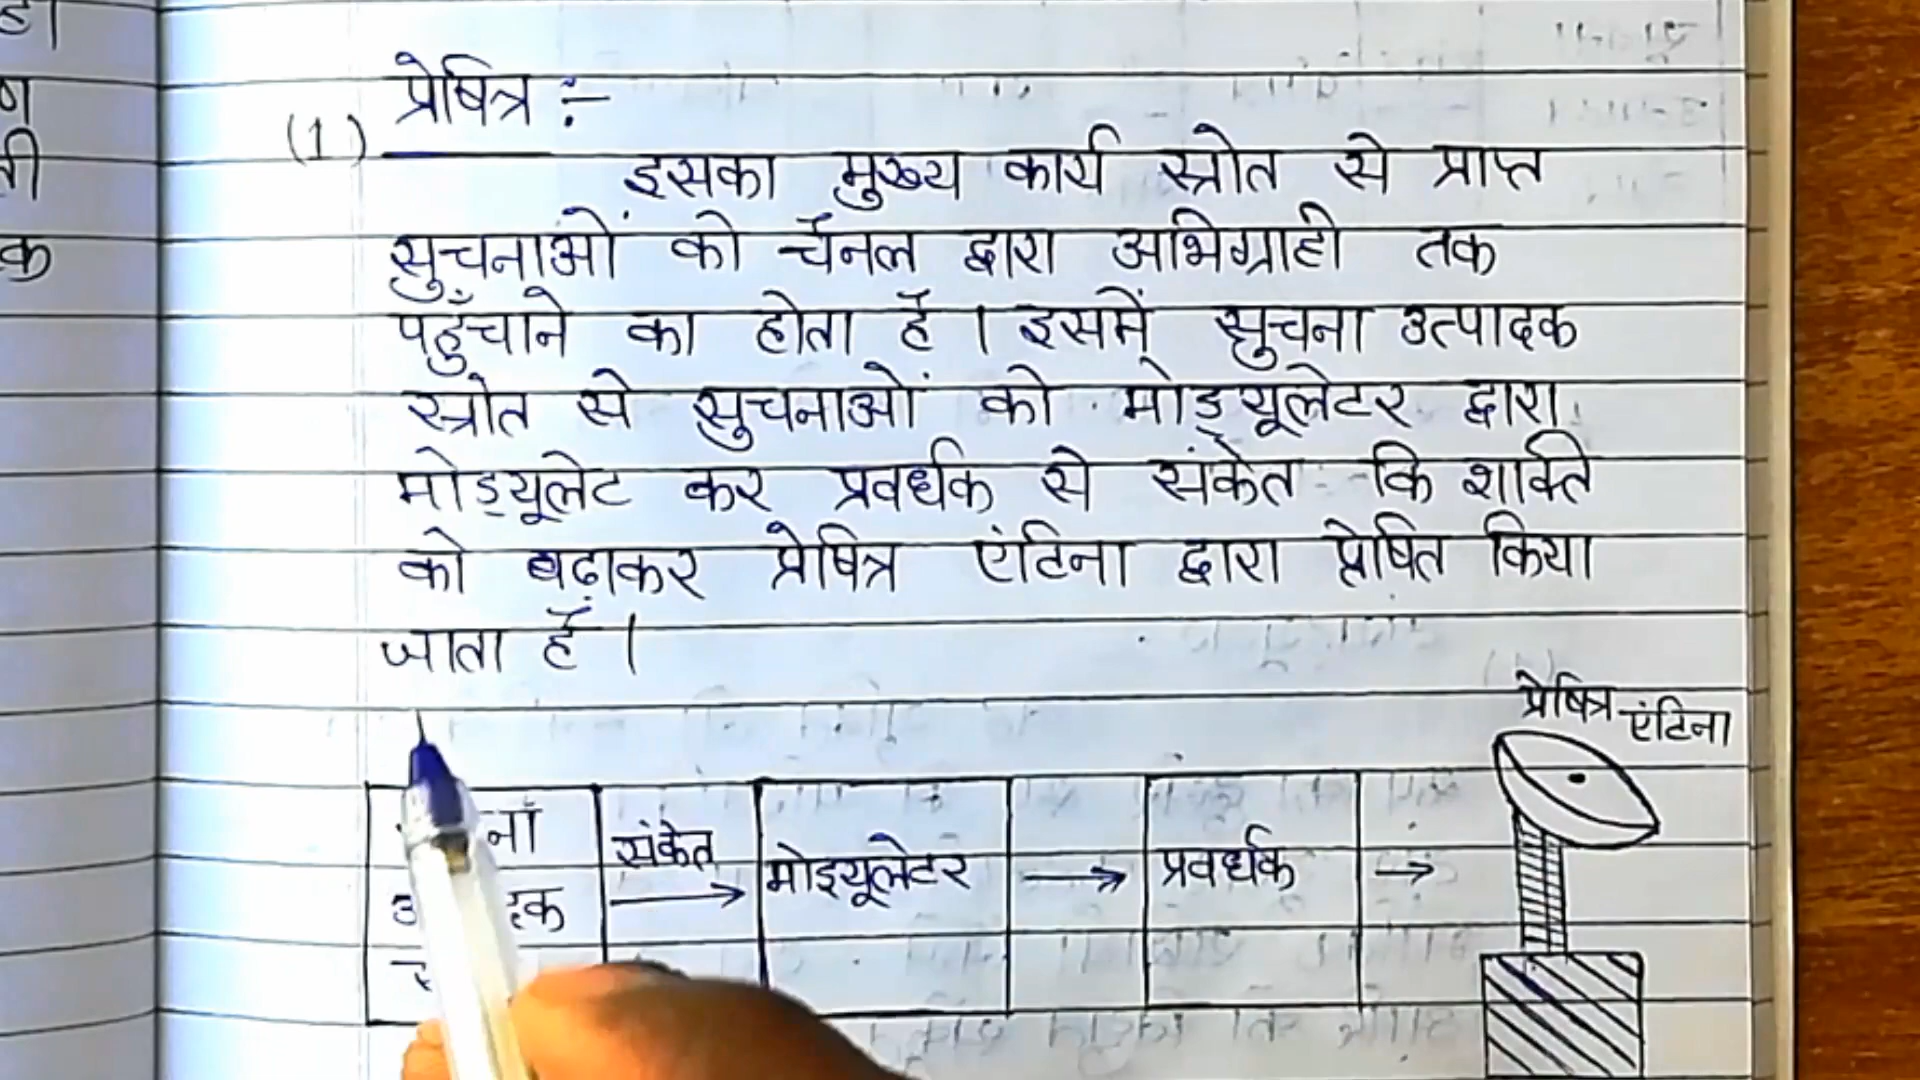 प्रेषित्र :-
(1)
इसका मुख्य कार्य स्त्रोत से प्राप्त
सुचनाओं को चैनल द्वारा अभिग्राही तक
पहुँचाने का होता है । इसमें सुचना उत्पादक
स्त्रोत से सुचनाओं को मोड्यूलेटर द्वारा
मोड्यूलेट कर प्रवर्धक से संकेत कि शक्ति
को बढ़ाकर प्रेषित्र एंटिना द्वारा प्रेषित किया
जाता है ।
प्रेषित्र एंटिना
संकेत
मोड्यूलेटर
प्रवर्धक